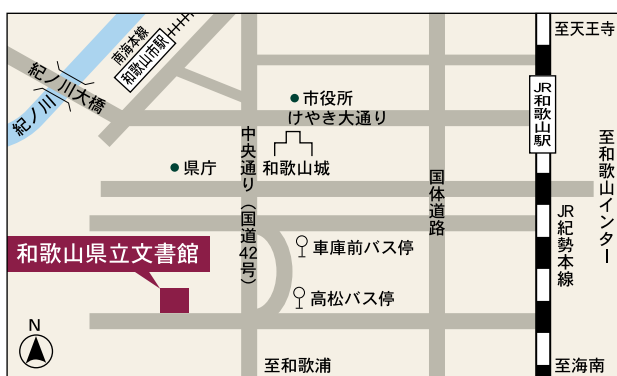 至天王寺
南海本線
和歌山市駅
紀ノ川大橋
紀ノ川
市役所
けやき大通り
JR和歌山駅
中央通り(国道42号)
和歌山城
県庁
国体道路
至和歌山インター
JR紀勢本線
和歌山県立文書館
車庫前バス停
高松バス停
N
至和歌浦
至海南